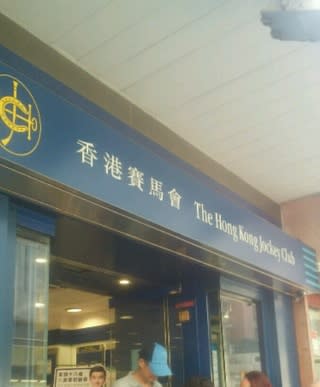 香港賽馬會 The Hong Kong Jockey Club